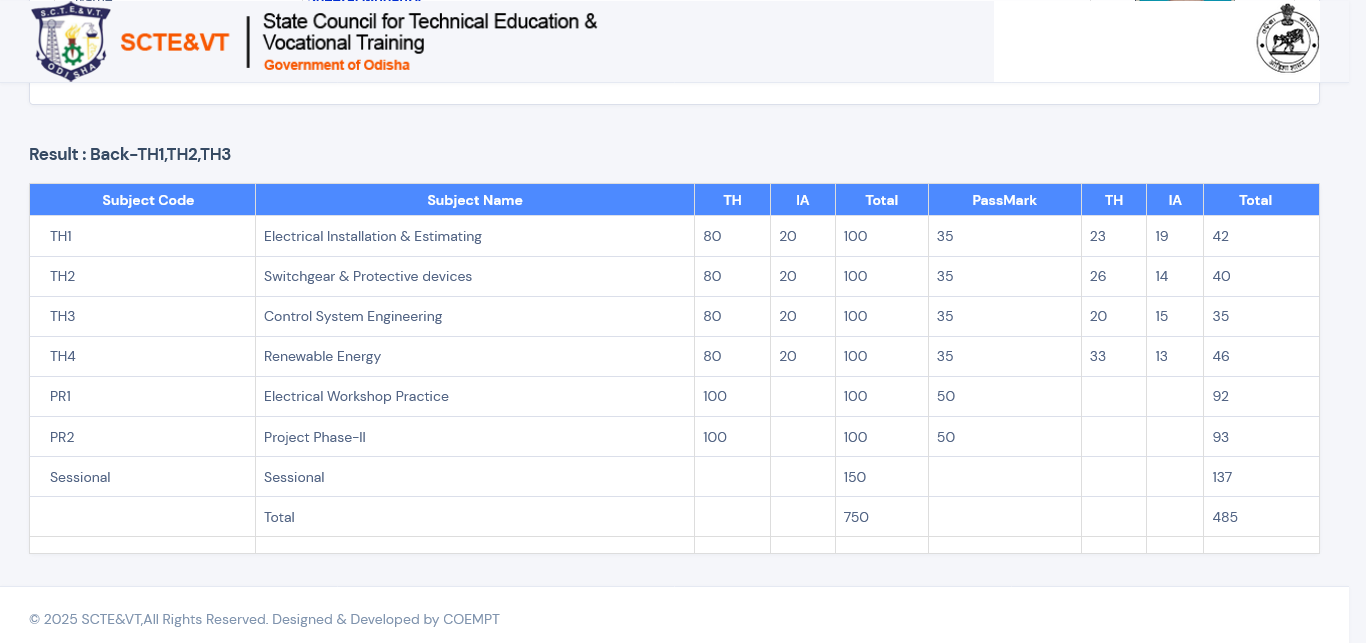 S.C.T.E.&V.T.
ODISHA
SCTE&VT
State Council for Technical Education &
Vocational Training
Government of Odisha
Result : Back-TH1,TH2,TH3
Subject Code Subject Name TH IA Total PassMark TH IA Total
TH1 Electrical Installation & Estimating 80 20 100 35 23 19 42
TH2 Switchgear & Protective devices 80 20 100 35 26 14 40
TH3 Control System Engineering 80 20 100 35 20 15 35
TH4 Renewable Energy 80 20 100 35 33 13 46
PR1 Electrical Workshop Practice 100 100 50 92
PR2 Project Phase-II 100 100 50 93
Sessional Sessional 150 137
Total 750 485
© 2025 SCTE&VT,All Rights Reserved. Designed & Developed by COEMPT